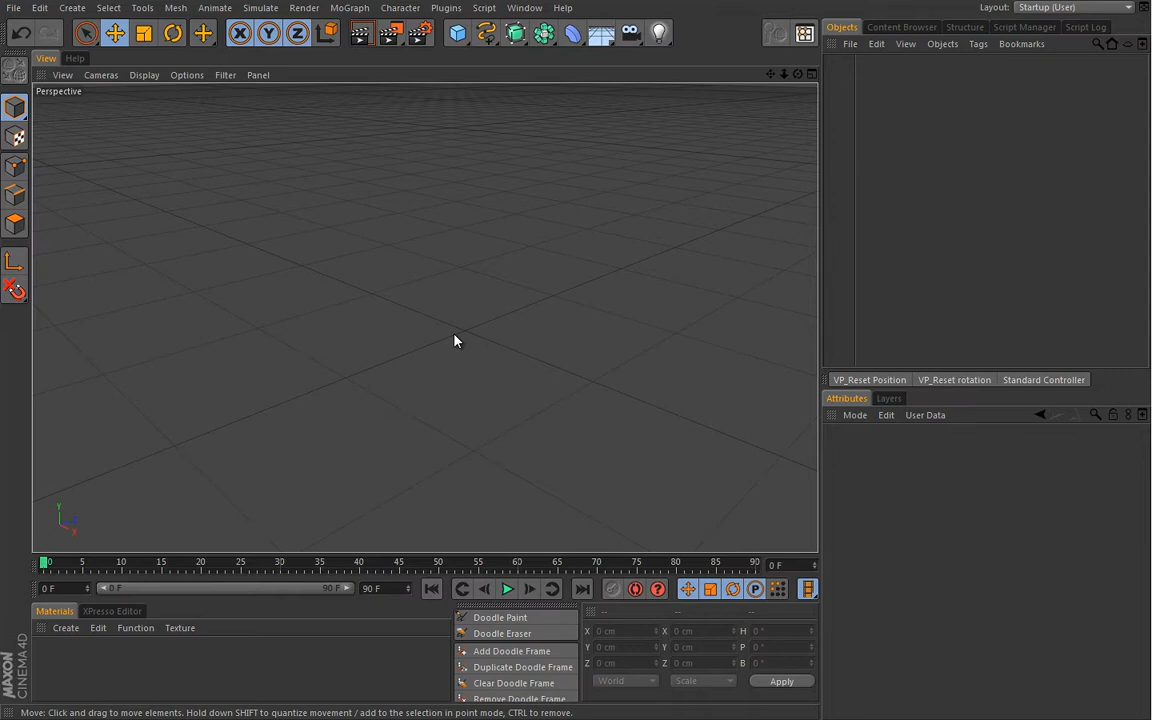 File Edit Create Select Tools Mesh Animate Simulate Render MoGraph Character Plugins Script Window Help Layout: Startup (User)
X Y Z
Objects Content Browser Structure Script Manager Script Log
File Edit View Objects Tags Bookmarks
View Help
View Cameras Display Options Filter Panel
Perspective
VP_Reset Position VP_Reset rotation Standard Controller
Attributes Layers
Mode Edit User Data
Y
Z
X
0 5 10 15 20 25 30 35 40 45 50 55 60 65 70 75 80 85 90 0 F
0 F 0 F 90 F 90 F P
Materials XPresso Editor
Create Edit Function Texture
Doodle Paint
Doodle Eraser
Add Doodle Frame
Duplicate Doodle Frame
Clear Doodle Frame
Remove Doodle Frame
-- -- --
X 0 cm X 0 cm H 0 °
Y 0 cm Y 0 cm P 0 °
Z 0 cm Z 0 cm B 0 °
World Scale Apply
MAXON CINEMA 4D
Move: Click and drag to move elements. Hold down SHIFT to quantize movement / add to the selection in point mode, CTRL to remove.